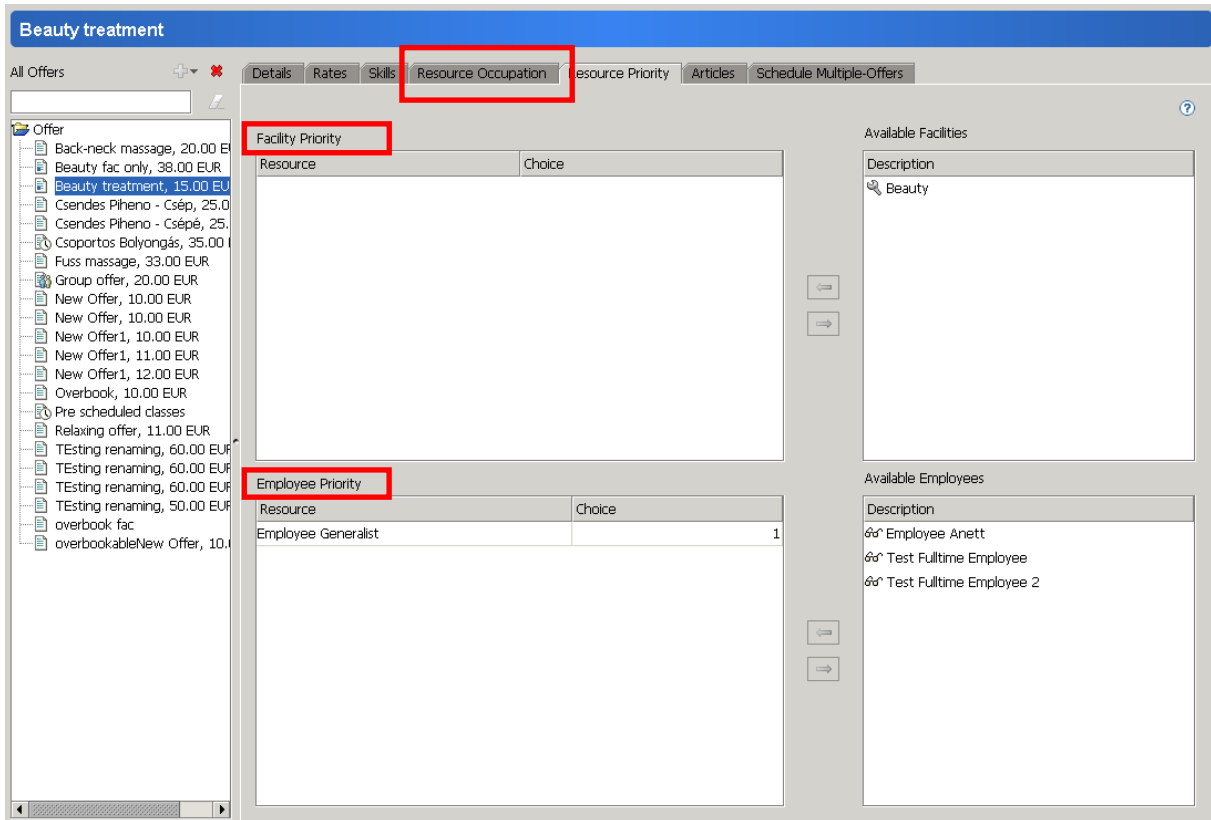 Beauty treatment
All Offers
Details
Rates
Skills
Resource Occupation
Resource Priority
Articles
Schedule Multiple-Offers
Offer
Back-neck massage, 20.00 E
Beauty fac only, 38.00 EUR
Beauty treatment, 15.00 EU
Csendes Piheno - Csép, 25.0
Csendes Piheno - Csépé, 25.
Csoportos Bolyongás, 35.00
Fuss massage, 33.00 EUR
Group offer, 20.00 EUR
New Offer, 10.00 EUR
New Offer, 10.00 EUR
New Offer1, 10.00 EUR
New Offer1, 11.00 EUR
New Offer1, 12.00 EUR
Overbook, 10.00 EUR
Pre scheduled classes
Relaxing offer, 11.00 EUR
TEsting renaming, 60.00 EUR
TEsting renaming, 60.00 EUR
TEsting renaming, 60.00 EUR
TEsting renaming, 50.00 EUR
overbook fac
overbookableNew Offer, 10.
Facility Priority
Resource
Choice
Available Facilities
Description
Beauty
Employee Priority
Resource
Choice
Employee Generalist
1
Available Employees
Description
Employee Anett
Test Fulltime Employee
Test Fulltime Employee 2